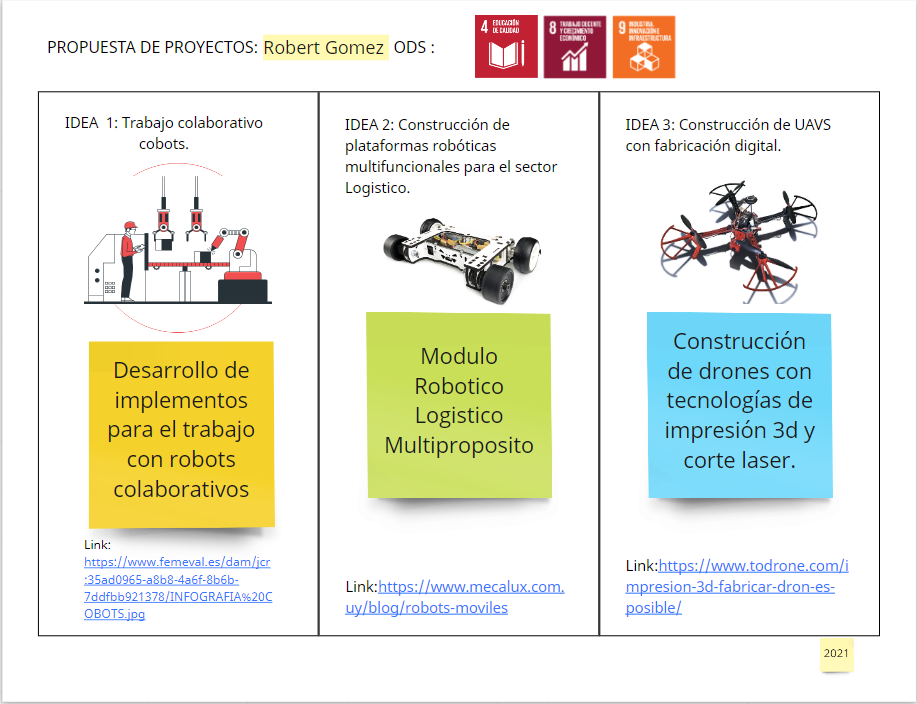 PROPUESTA DE PROYECTOS: Robert Gomez ODS :
4 EDUCACIÓN
DE CALIDAD
8 TRABAJO DECENTE
Y CRECIMIENTO
ECONÓMICO
9 INDUSTRIA,
INNOVACIÓN E
INFRAESTRUCTURA
IDEA 1: Trabajo colaborativo
cobots.
Desarrollo de
implementos
para el trabajo
con robots
colaborativos
Link:
https://www.femeval.es/dam/jcr
:35ad0965-a8b8-4a6f-8b6b-
7ddfbb921378/INFOGRAFIA%20C
OBOTS.jpg
IDEA 2: Construcción de
plataformas robóticas
multifuncionales para el sector
Logistico.
Modulo
Robotico
Logistico
Multiproposito
Link:https://www.mecalux.com.
uy/blog/robots-moviles
IDEA 3: Construcción de UAVS
con fabricación digital.
Construcción
de drones con
tecnologías de
impresión 3d y
corte laser.
Link:https://www.todrone.com/i
mpresion-3d-fabricar-dron-es-
posible/
2021